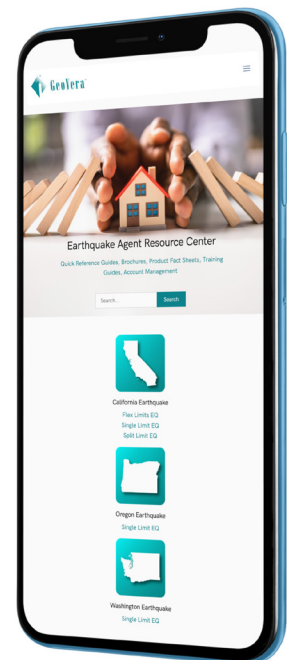 GeoVera™
Earthquake Agent Resource Center
Quick Reference Guides, Brochures, Product Fact Sheets, Training
Guides, Account Management
Search...
Search
California Earthquake
Flex Limits EQ
Single Limit EQ
Split Limit EQ
Oregon Earthquake
Single Limit EQ
Washington Earthquake
Single Limit EQ